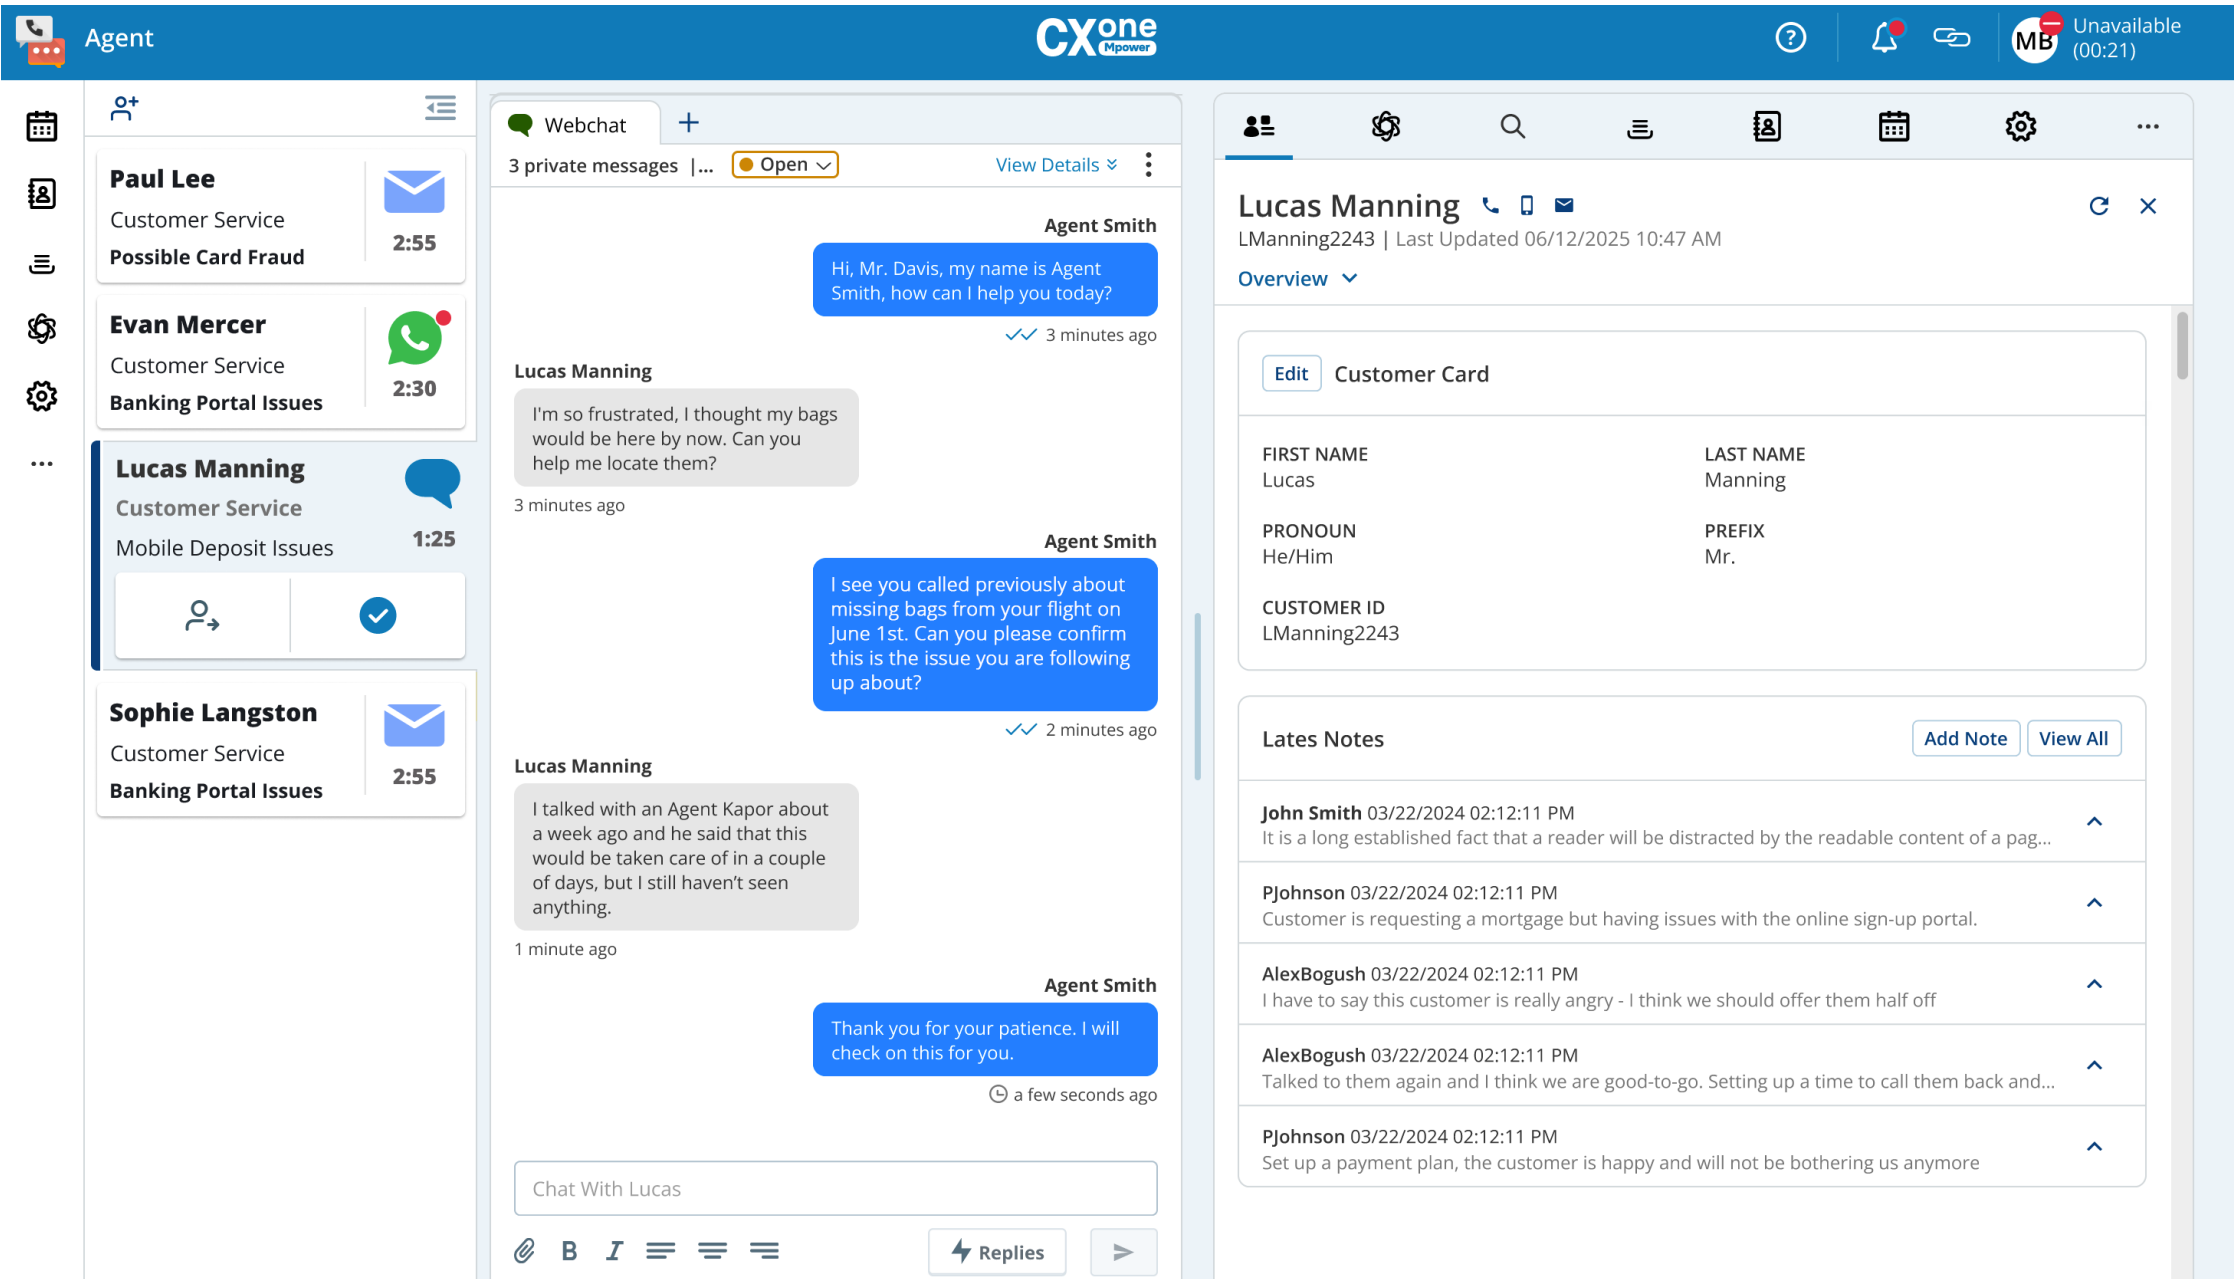 Agent
CXone
Mpower
?
MB
Unavailable
(00:21)
Paul Lee
Customer Service
Possible Card Fraud
2:55
Evan Mercer
Customer Service
Banking Portal Issues
2:30
Lucas Manning
Customer Service
Mobile Deposit Issues
1:25
Sophie Langston
Customer Service
Banking Portal Issues
2:55
Webchat
3 private messages |...
Open
View Details
Agent Smith
Hi, Mr. Davis, my name is Agent
Smith, how can I help you today?
3 minutes ago
Lucas Manning
I'm so frustrated, I thought my bags
would be here by now. Can you
help me locate them?
3 minutes ago
Agent Smith
I see you called previously about
missing bags from your flight on
June 1st. Can you please confirm
this is the issue you are following
up about?
2 minutes ago
Lucas Manning
I talked with an Agent Kapor about
a week ago and he said that this
would be taken care of in a couple
of days, but I still haven’t seen
anything.
1 minute ago
Agent Smith
Thank you for your patience. I will
check on this for you.
a few seconds ago
Chat With Lucas
B I
Replies
Lucas Manning
LManning2243 | Last Updated 06/12/2025 10:47 AM
Overview
Edit
Customer Card
FIRST NAME
Lucas
LAST NAME
Manning
PRONOUN
He/Him
PREFIX
Mr.
CUSTOMER ID
LManning2243
Lates Notes
Add Note
View All
John Smith 03/22/2024 02:12:11 PM
It is a long established fact that a reader will be distracted by the readable content of a pag...
PJohnson 03/22/2024 02:12:11 PM
Customer is requesting a mortgage but having issues with the online sign-up portal.
AlexBogush 03/22/2024 02:12:11 PM
I have to say this customer is really angry - I think we should offer them half off
AlexBogush 03/22/2024 02:12:11 PM
Talked to them again and I think we are good-to-go. Setting up a time to call them back and...
PJohnson 03/22/2024 02:12:11 PM
Set up a payment plan, the customer is happy and will not be bothering us anymore